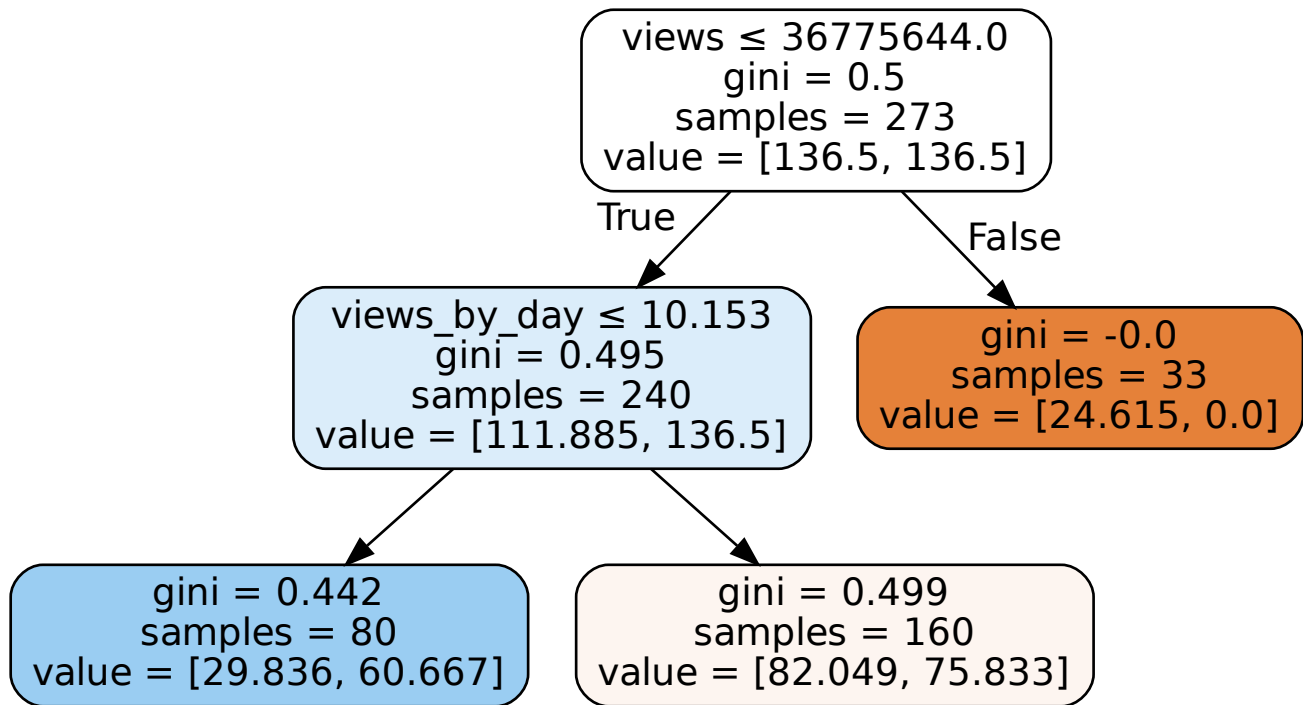 views ≤ 36775644.0
gini = 0.5
samples = 273
value = [136.5, 136.5]
True
False
views_by_day ≤ 10.153
gini = 0.495
samples = 240
value = [111.885, 136.5]
gini = -0.0
samples = 33
value = [24.615, 0.0]
gini = 0.442
samples = 80
value = [29.836, 60.667]
gini = 0.499
samples = 160
value = [82.049, 75.833]